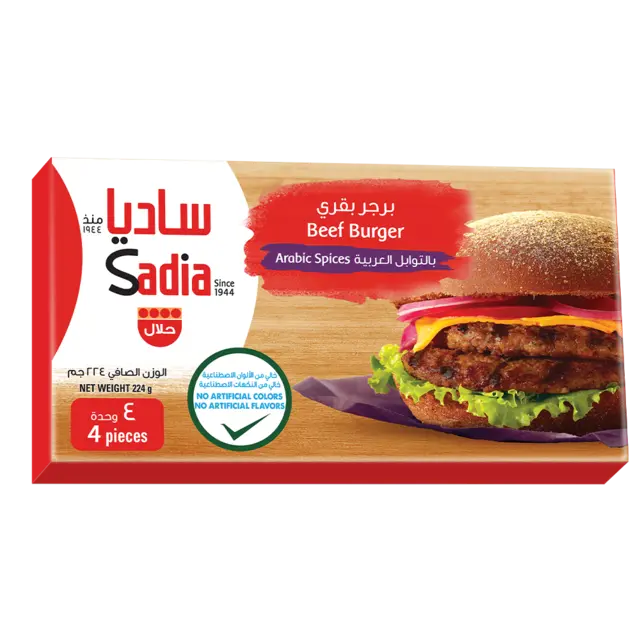 ساديا
منذ
١٩٤٤
Sadia
Since
1944
حلال
الوزن الصافي ٢٢٤ جم
NET WEIGHT 224 g
٤ وحدة
4 pieces
برجر بقري
Beef Burger
Arabic Spices بالتوابل العربية
خالي من الألوان الاصطناعية
خالي من النكهات الاصطناعية
NO ARTIFICIAL COLORS
NO ARTIFICIAL FLAVORS